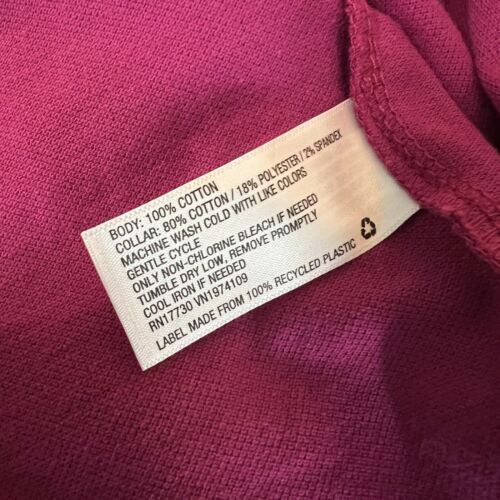 BODY: 100% COTTON
COLLAR: 80% COTTON / 18% POLYESTER / 2% SPANDEX
MACHINE WASH COLD WITH LIKE COLORS
GENTLE CYCLE
ONLY NON-CHLORINE BLEACH IF NEEDED
TUMBLE DRY LOW, REMOVE PROMPTLY
COOL IRON IF NEEDED
RN17730 VN1974109
LABEL MADE FROM 100% RECYCLED PLASTIC